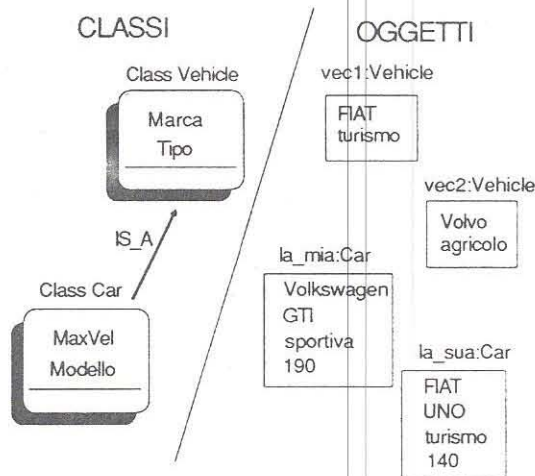 CLASSI
Class Vehicle
Marca
Tipo
IS_A
Class Car
MaxVel
Modello
OGGETTI
vec1:Vehicle
FIAT
turismo
vec2:Vehicle
Volvo
agricolo
la_mia:Car
Volkswagen
GTI
sportiva
190
la_sua:Car
FIAT
UNO
turismo
140